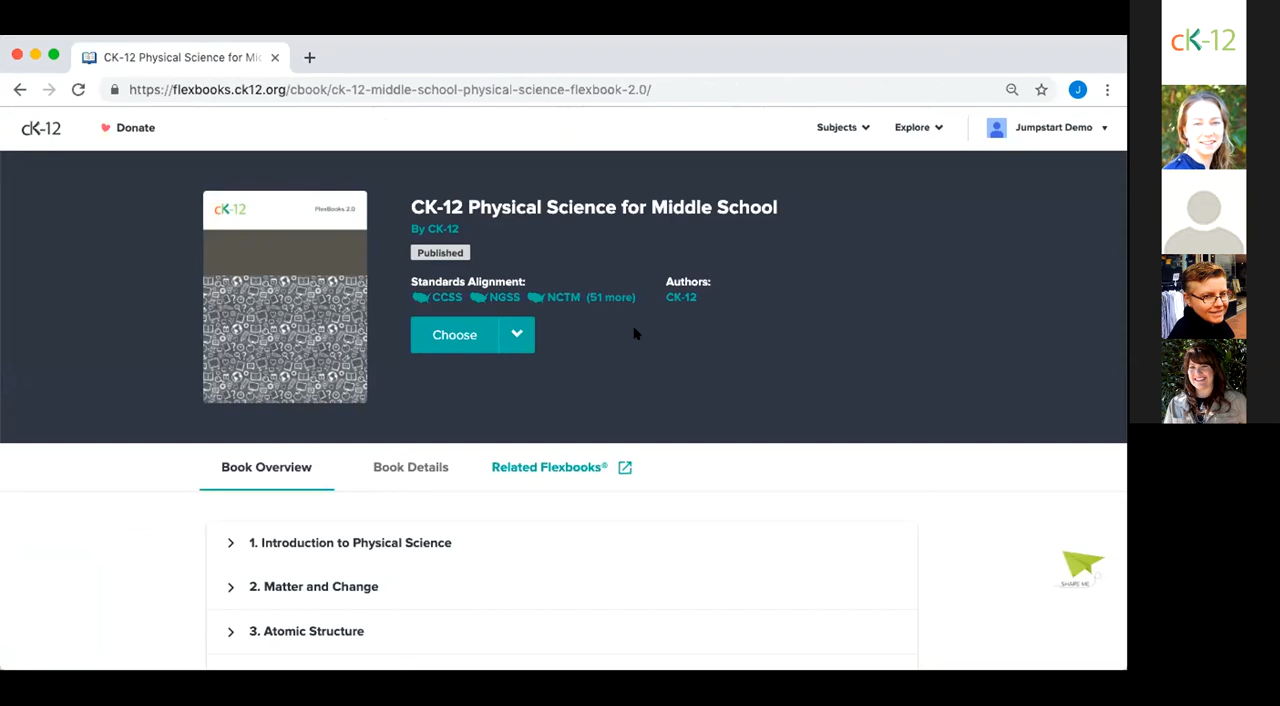 CK-12 Physical Science for Mic
https://flexbooks.ck12.org/cbook/ck-12-middle-school-physical-science-flexbook-2.0/
J
cK-12
Donate
Subjects
Explore
Jumpstart Demo
cK-12
FlexBooks 2.0
CK-12 Physical Science for Middle School
By CK-12
Published
Standards Alignment:
Authors:
CCSS NGSS NCTM (51 more)
CK-12
Choose
Book Overview
Book Details
Related Flexbooks®
1. Introduction to Physical Science
2. Matter and Change
3. Atomic Structure
SHARE ME
cK-12